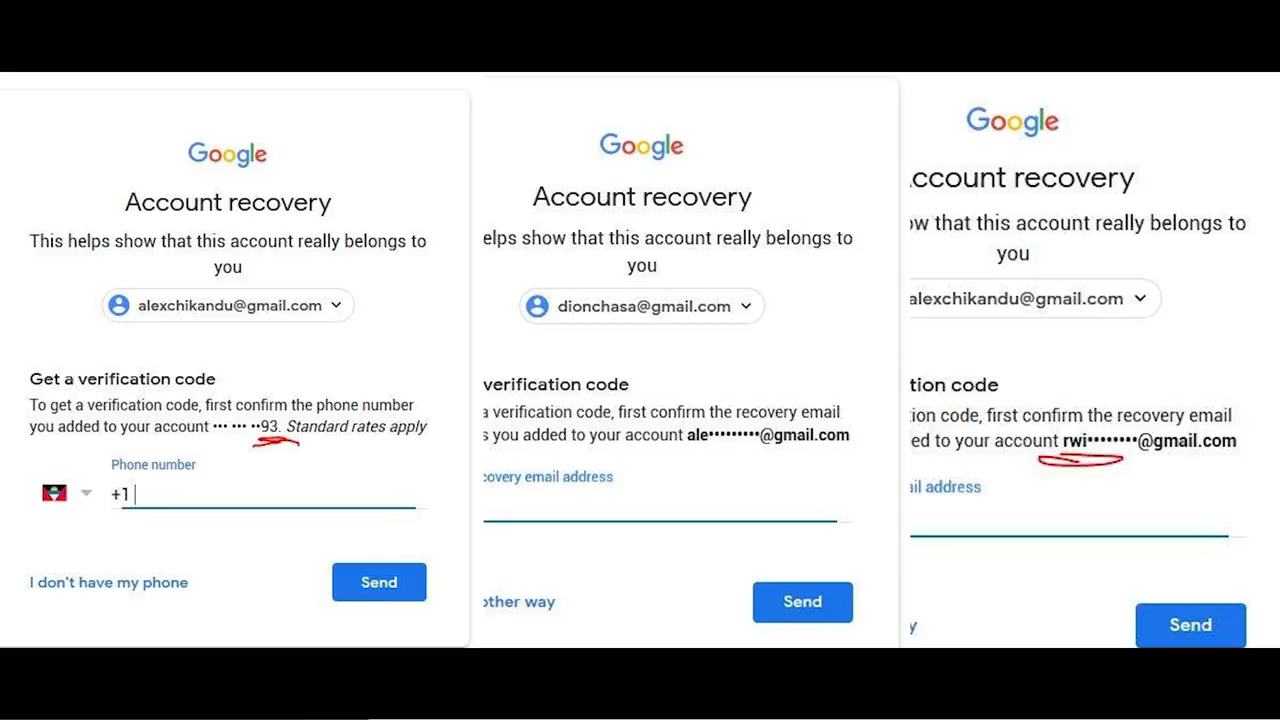 Google
Account recovery
This helps show that this account really belongs to
you
alexchikandu@gmail.com
Get a verification code
To get a verification code, first confirm the phone number
you added to your account ••• ••• ••93. Standard rates apply
Phone number
+1
I don't have my phone
Send
Google
Account recovery
elps show that this account really belongs to
you
dionchasa@gmail.com
verification code
a verification code, first confirm the recovery email
s you added to your account ale•••••••••@gmail.com
covery email address
other way
Send
Google
ccount recovery
ow that this account really belongs to
you
alexchikandu@gmail.com
tion code
ion code, first confirm the recovery email
ed to your account rwi••••••••@gmail.com
ail address
y
Send